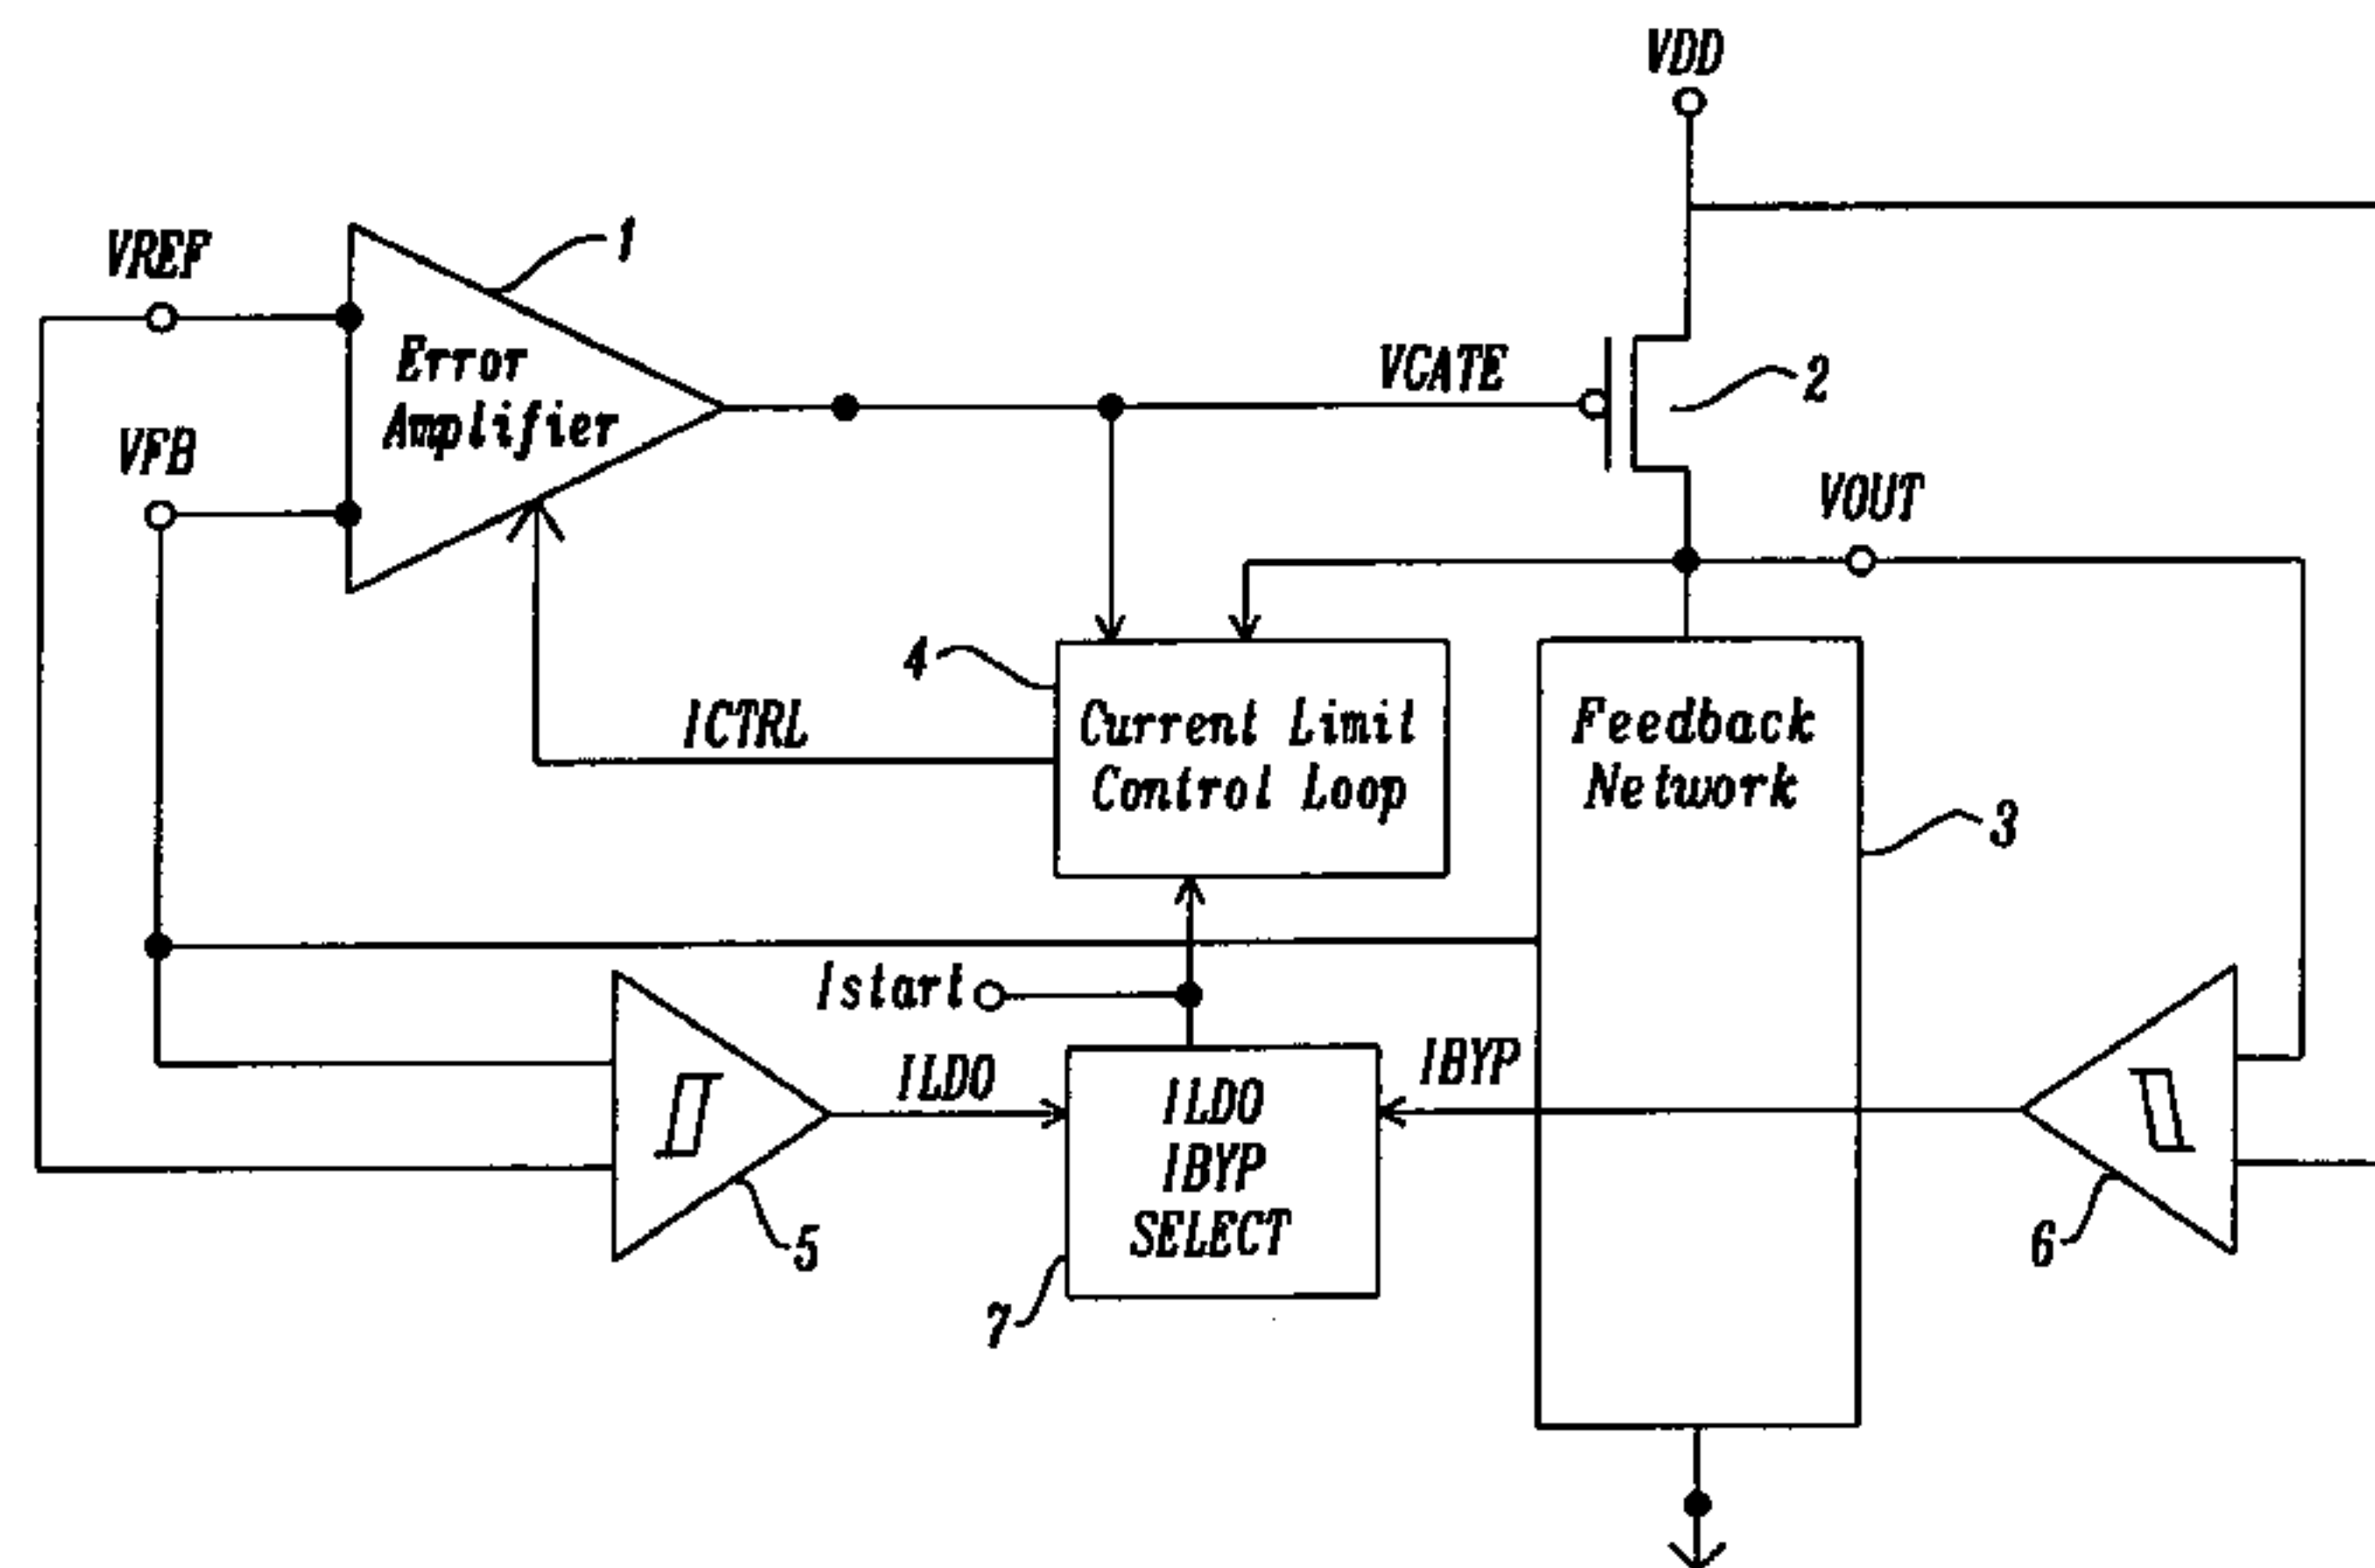 VDD
VREF
1
Error
Amplifier
VGATE
2
VFB
VOUT
4
ICTRL
Current Limit
Control Loop
Feedback
Network
3
Istart
ILDO
ILDO
IBYP
SELECT
IBYP
5
6
7